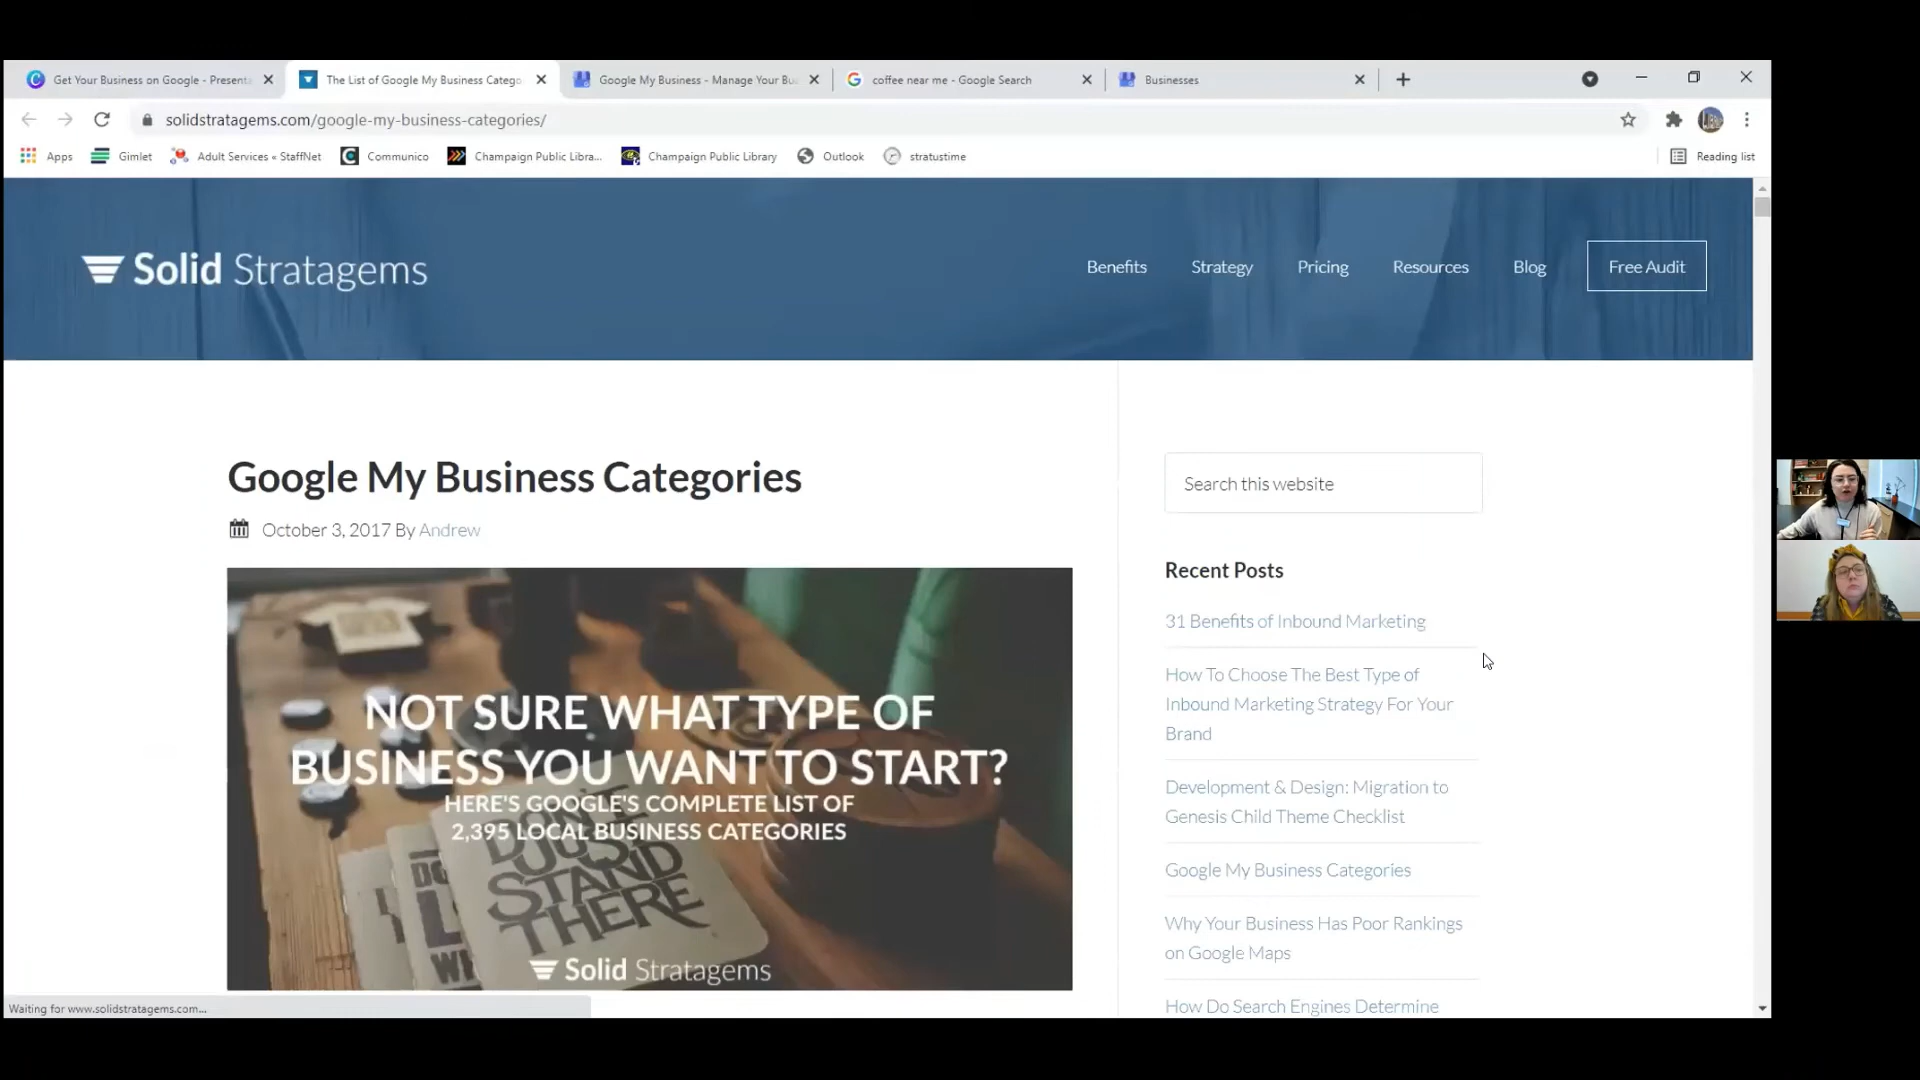 Get Your Business on Google - Presenta
The List of Google My Business Catego
Google My Business - Manage Your Bu
coffee near me - Google Search
Businesses
solidstratagems.com/google-my-business-categories/
Apps
Gimlet
Adult Services « StaffNet
Communico
Champaign Public Libra...
Champaign Public Library
Outlook
stratustime
Reading list
Solid Stratagems
Benefits
Strategy
Pricing
Resources
Blog
Free Audit
Google My Business Categories
October 3, 2017 By Andrew
NOT SURE WHAT TYPE OF
BUSINESS YOU WANT TO START?
HERE'S GOOGLE'S COMPLETE LIST OF
2,395 LOCAL BUSINESS CATEGORIES
DON'T
JUST
STAND
THERE
Solid Stratagems
Search this website
Recent Posts
31 Benefits of Inbound Marketing
How To Choose The Best Type of
Inbound Marketing Strategy For Your
Brand
Development & Design: Migration to
Genesis Child Theme Checklist
Google My Business Categories
Why Your Business Has Poor Rankings
on Google Maps
How Do Search Engines Determine
Waiting for www.solidstratagems.com...